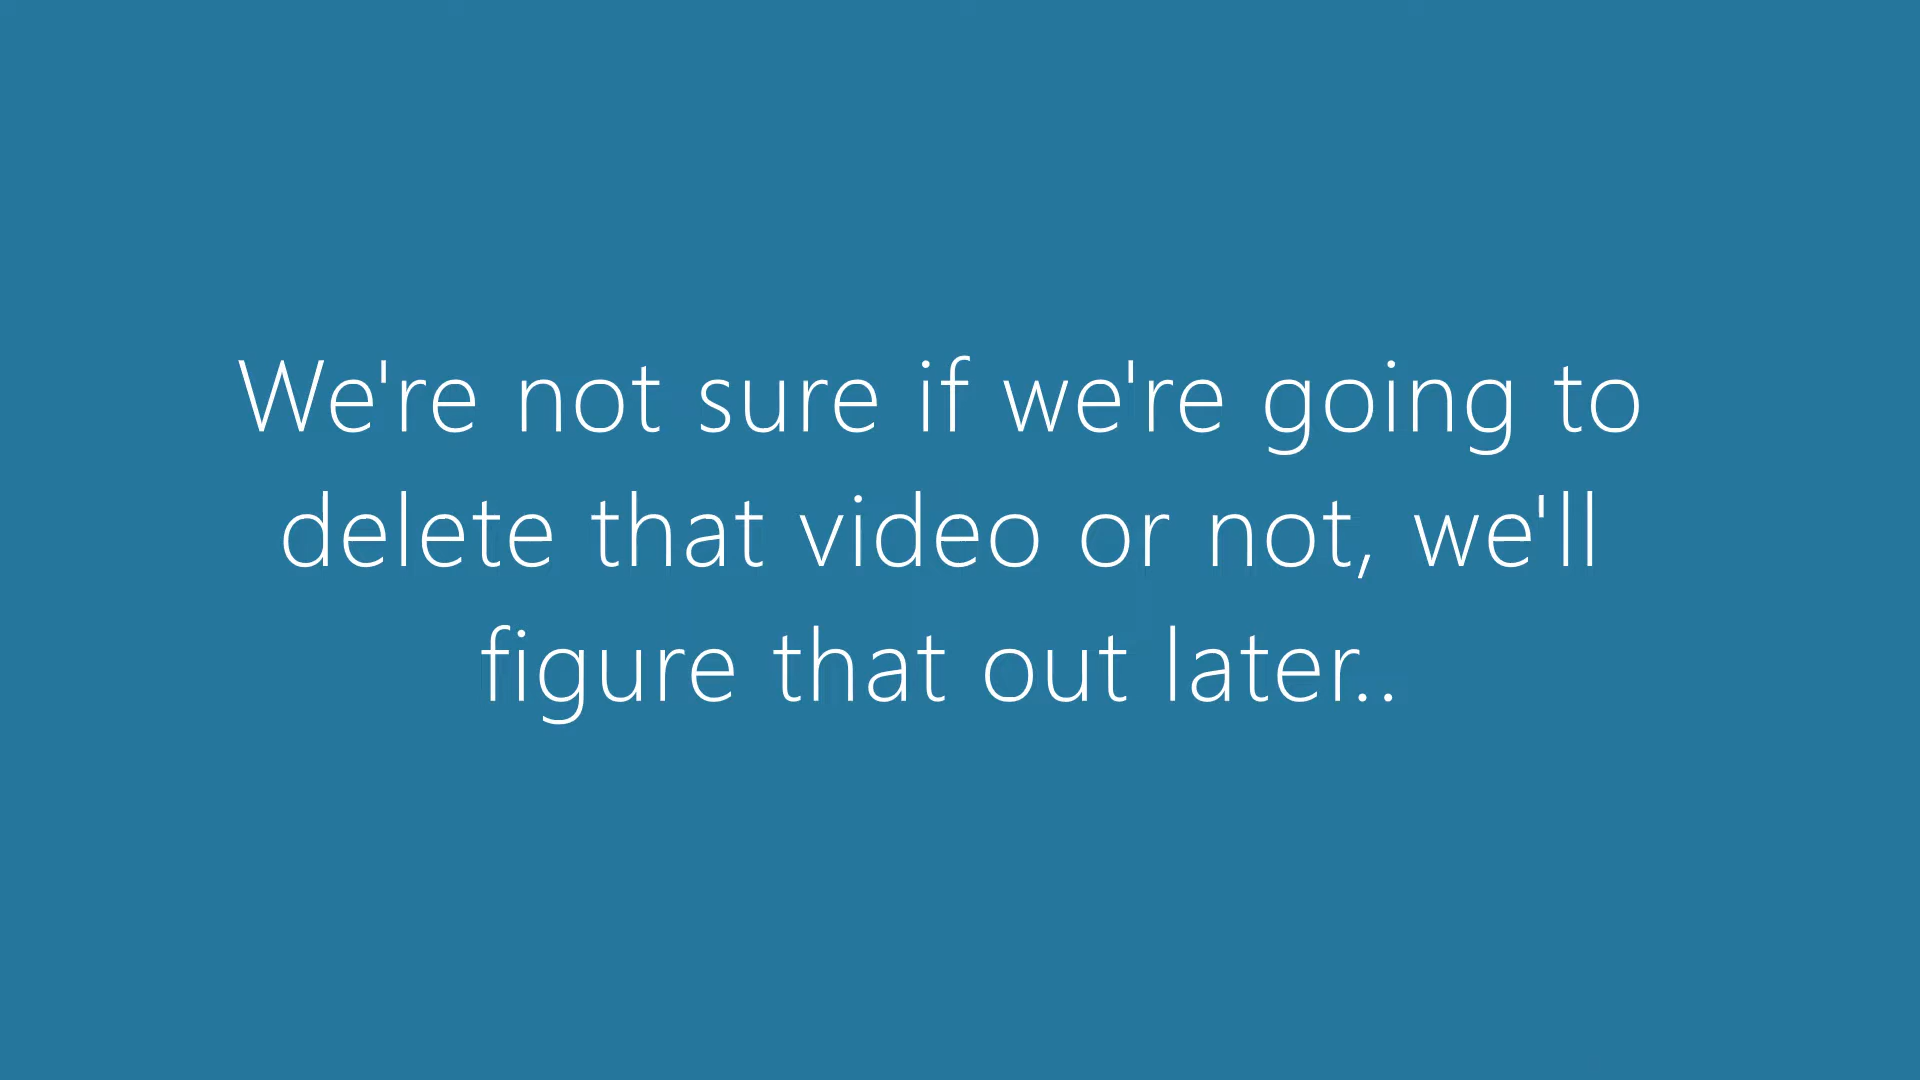 We're not sure if we're going to
delete that video or not, we'll
figure that out later..